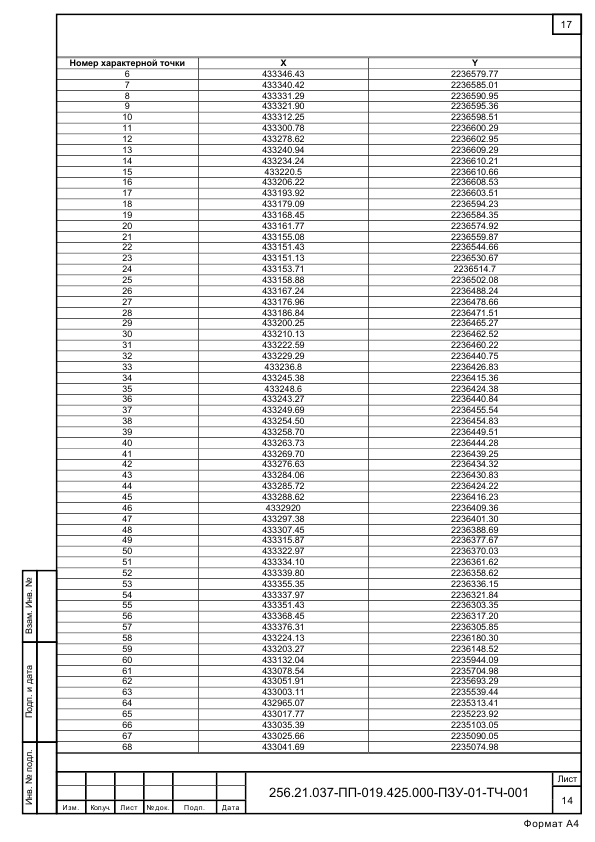 17
Номер характерной точки X Y
6 433346.43 2236579.77
7 433340.42 2236585.01
8 433331.29 2236590.95
9 433321.90 2236595.36
10 433312.25 2236598.51
11 433300.78 2236600.29
12 433278.62 2236602.95
13 433240.94 2236609.29
14 433234.24 2236610.21
15 433220.5 2236610.66
16 433206.22 2236608.53
17 433193.92 2236603.51
18 433179.09 2236594.23
19 433168.45 2236584.35
20 433161.77 2236574.92
21 433155.08 2236559.87
22 433151.43 2236544.66
23 433151.13 2236530.67
24 433153.71 2236514.7
25 433158.88 2236502.08
26 433167.24 2236488.24
27 433176.96 2236478.66
28 433186.84 2236471.51
29 433200.25 2236465.27
30 433210.13 2236462.52
31 433222.59 2236460.22
32 433229.29 2236440.75
33 433236.8 2236426.83
34 433245.38 2236415.36
35 433248.6 2236424.38
36 433243.27 2236440.84
37 433249.69 2236455.54
38 433254.50 2236454.83
39 433258.70 2236449.51
40 433263.73 2236444.28
41 433269.70 2236439.25
42 433276.63 2236434.32
43 433284.06 2236430.83
44 433285.72 2236424.22
45 433288.62 2236416.23
46 4332920 2236409.36
47 433297.38 2236401.30
48 433307.45 2236388.69
49 433315.87 2236377.67
50 433322.97 2236370.03
51 433334.10 2236361.62
52 433339.80 2236358.62
53 433355.35 2236336.15
54 433337.97 2236321.84
55 433351.43 2236303.35
56 433368.45 2236317.20
57 433376.31 2236305.85
58 433224.13 2236180.30
59 433203.27 2236148.52
60 433132.04 2235944.09
61 433078.54 2235704.98
62 433051.91 2235693.29
63 433003.11 2235539.44
64 432965.07 2235313.41
65 433017.77 2235223.92
66 433035.39 2235103.05
67 433025.66 2235090.05
68 433041.69 2235074.98
Взам. Инв. №
Подп. и дата
Инв. № подл.
Изм. Кол.уч. Лист №док. Подп. Дата
256.21.037-ПП-019.425.000-ПЗУ-01-ТЧ-001
Лист
14
Формат А4